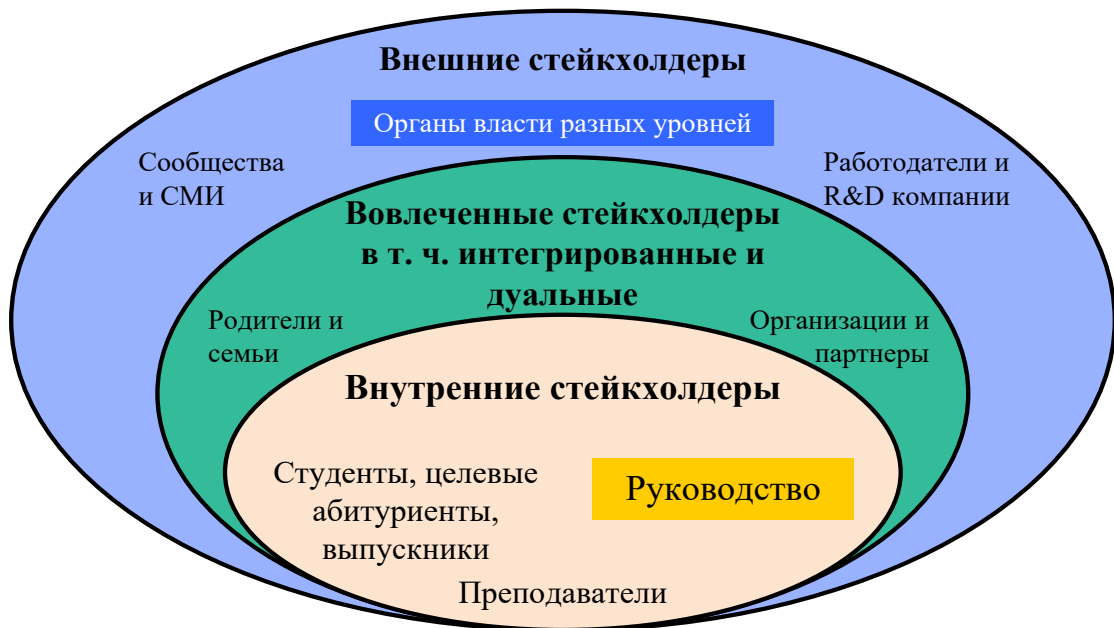 Внешние стейкхолдеры
Органы власти разных уровней
Сообщества
и СМИ
Работодатели и
R&D компании
Вовлеченные стейкхолдеры
в т. ч. интегрированные и
дуальные
Родители и
семьи
Организации и
партнеры
Внутренние стейкхолдеры
Студенты, целевые
абитуриенты,
выпускники
Руководство
Преподаватели